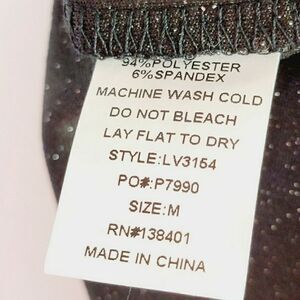 94%POLYESTER
6%SPANDEX
MACHINE WASH COLD
DO NOT BLEACH
LAY FLAT TO DRY
STYLE:LV3154
PO#:P7990
SIZE:M
RN#138401
MADE IN CHINA